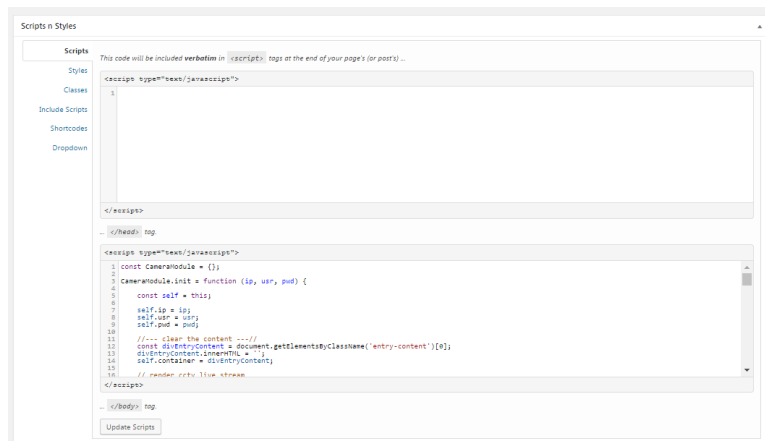 Scripts n Styles
Scripts
Styles
Classes
Include Scripts
Shortcodes
Dropdown
This code will be included verbatim in <script> tags at the end of your page's (or post's) ...
<script type="text/javascript">
1
</script>
... </head> tag.
<script type="text/javascript">
1 const CameraModule = {};
2
3 CameraModule.init = function (ip, usr, pwd) {
4
5 const self = this;
6
7 self.ip = ip;
8 self.usr = usr;
9 self.pwd = pwd;
10
11 //--- clear the content ---//
12 const divEntryContent = document.getElementsByClassName('entry-content')[0];
13 divEntryContent.innerHTML = ``;
14 self.container = divEntryContent;
15
16 // render cctv live stream
</script>
... </body> tag.
Update Scripts